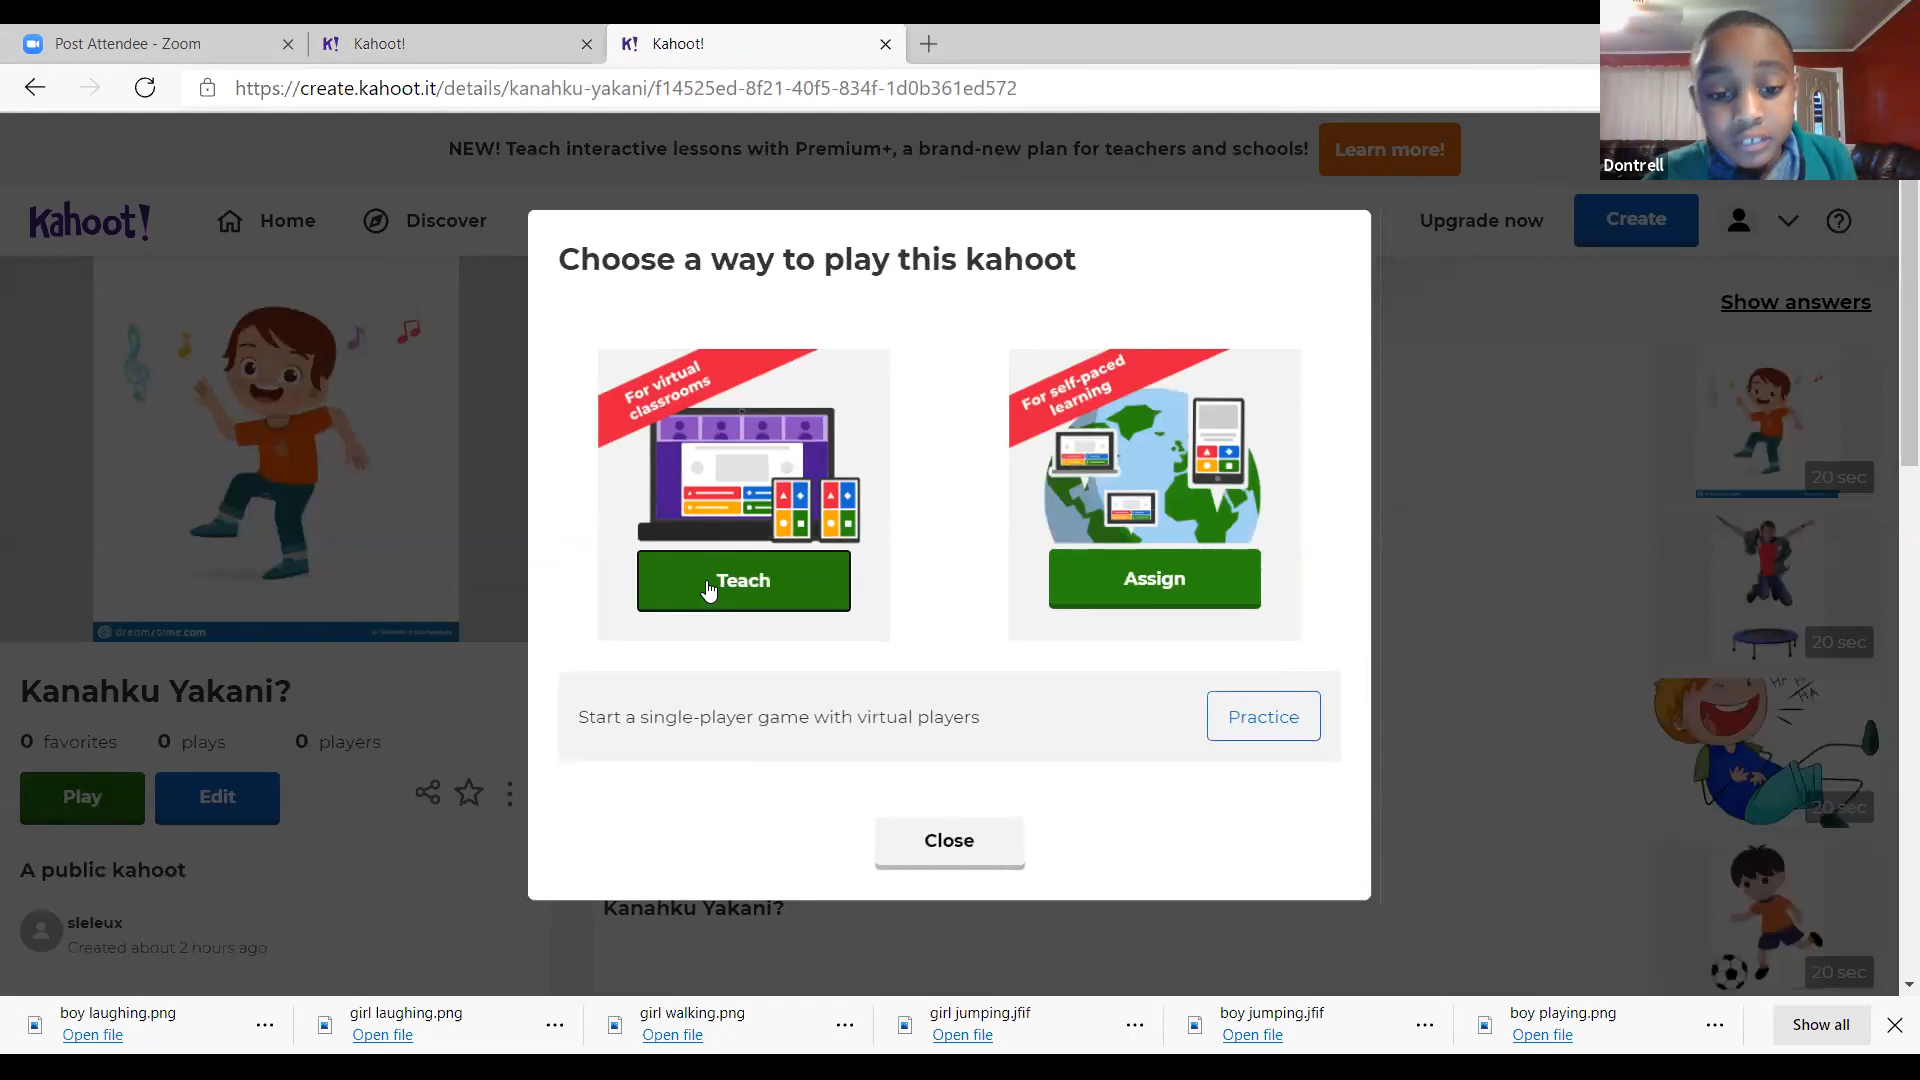 Post Attendee - Zoom
K! Kahoot!
K! Kahoot!
https://create.kahoot.it/details/kanahku-yakani/f14525ed-8f21-40f5-834f-1d0b361ed572
NEW! Teach interactive lessons with Premium+, a brand-new plan for teachers and schools!
Learn more!
Dontrell
Kahoot!
Home
Discover
Upgrade now
Create
Choose a way to play this kahoot
Show answers
For virtual
classrooms
For self-paced
learning
Teach
Assign
20 sec
20 sec
HA
20 sec
20 sec
dreamstime.com
Kanahku Yakani?
0 favorites
0 plays
0 players
Start a single-player game with virtual players
Practice
Play
Edit
Close
A public kahoot
sleleux
Created about 2 hours ago
Kanahku Yakani?
boy laughing.png
Open file
girl laughing.png
Open file
girl walking.png
Open file
girl jumping.jfif
Open file
boy jumping.jfif
Open file
boy playing.png
Open file
Show all